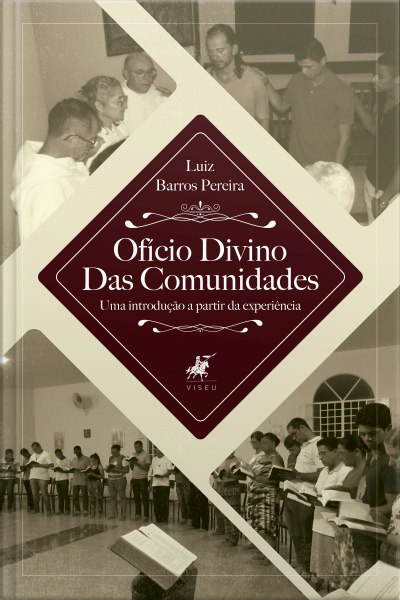 Luiz
Barros Pereira
Ofício Divino
Das Comunidades
Uma introdução a partir da experiência
VISEU